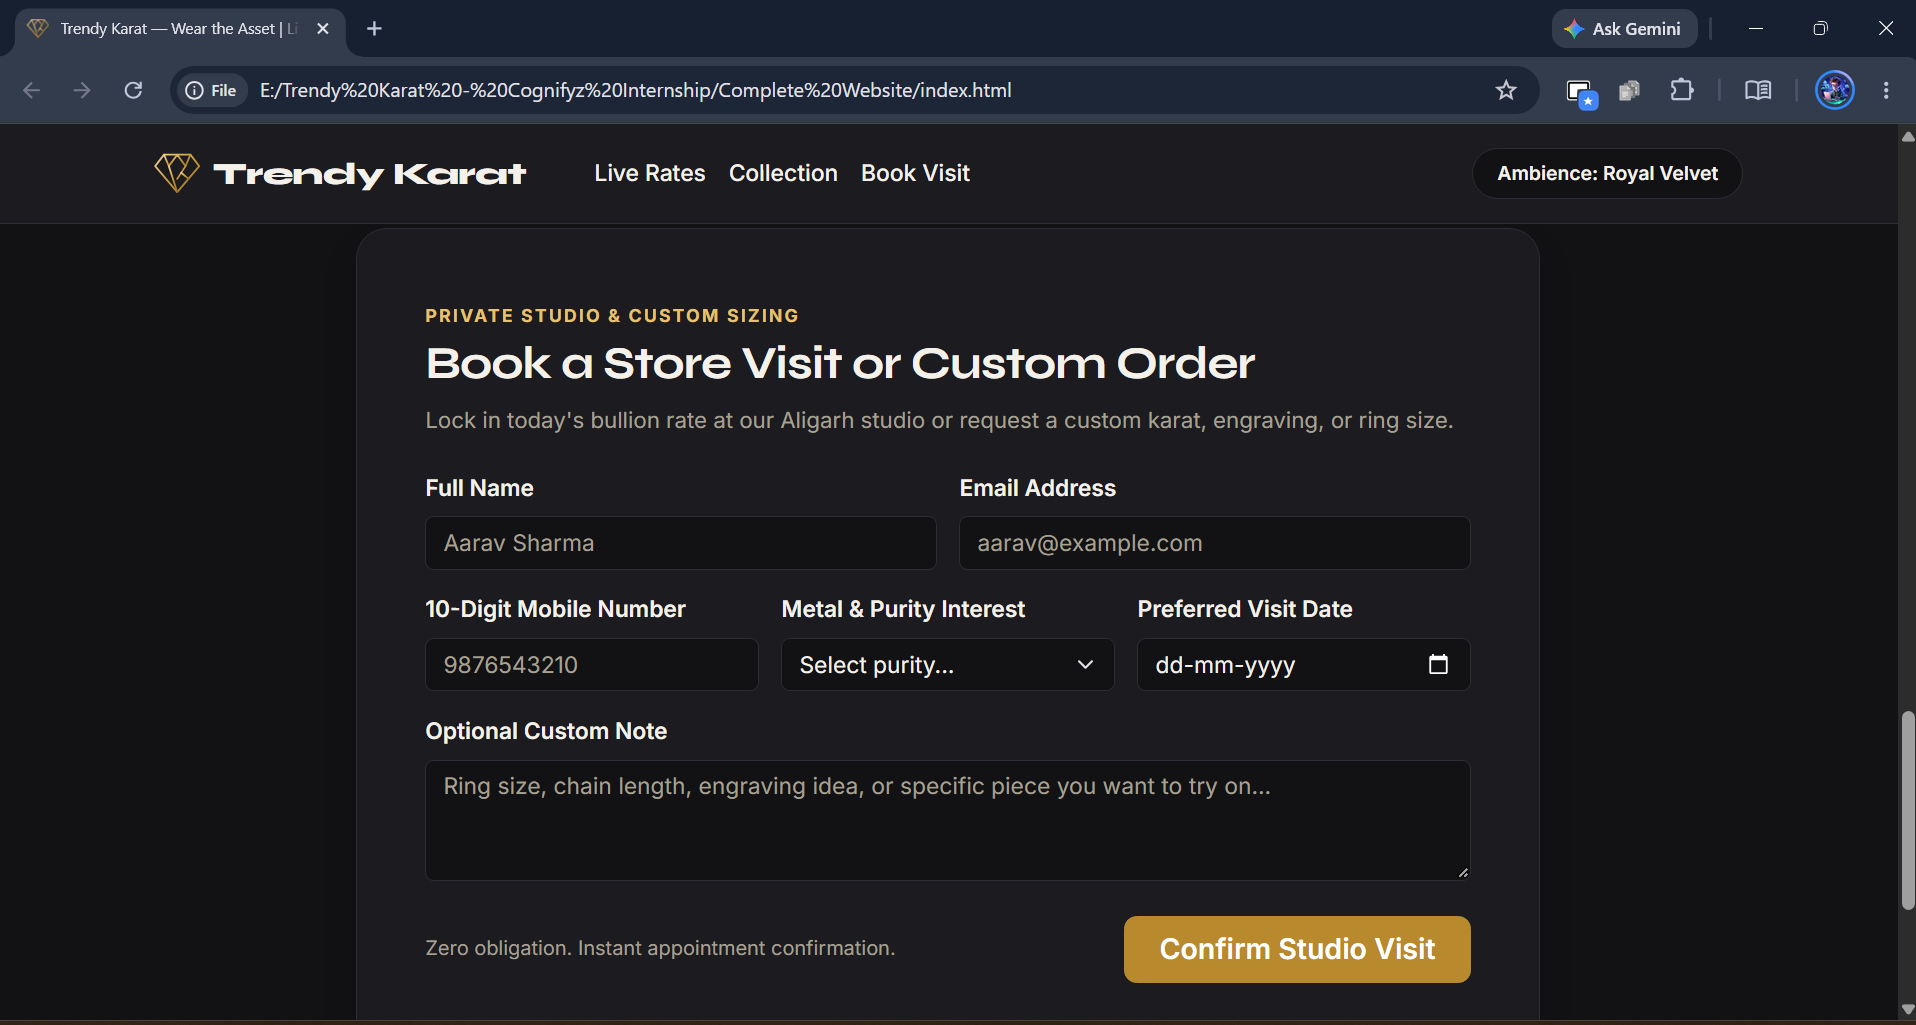 Trendy Karat — Wear the Asset | Li
Ask Gemini
File
E:/Trendy%20Karat%20-%20Cognifyz%20Internship/Complete%20Website/index.html
Trendy Karat
Live Rates
Collection
Book Visit
Ambience: Royal Velvet
PRIVATE STUDIO & CUSTOM SIZING
Book a Store Visit or Custom Order
Lock in today's bullion rate at our Aligarh studio or request a custom karat, engraving, or ring size.
Full Name
Email Address
Aarav Sharma
aarav@example.com
10-Digit Mobile Number
Metal & Purity Interest
Preferred Visit Date
9876543210
Select purity...
dd-mm-yyyy
Optional Custom Note
Ring size, chain length, engraving idea, or specific piece you want to try on...
Zero obligation. Instant appointment confirmation.
Confirm Studio Visit